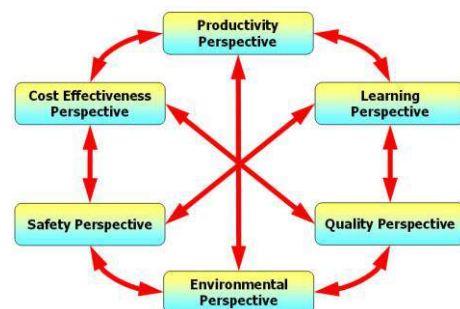 Productivity
Perspective
Cost Effectiveness
Perspective
Learning
Perspective
Safety Perspective
Quality Perspective
Environmental
Perspective